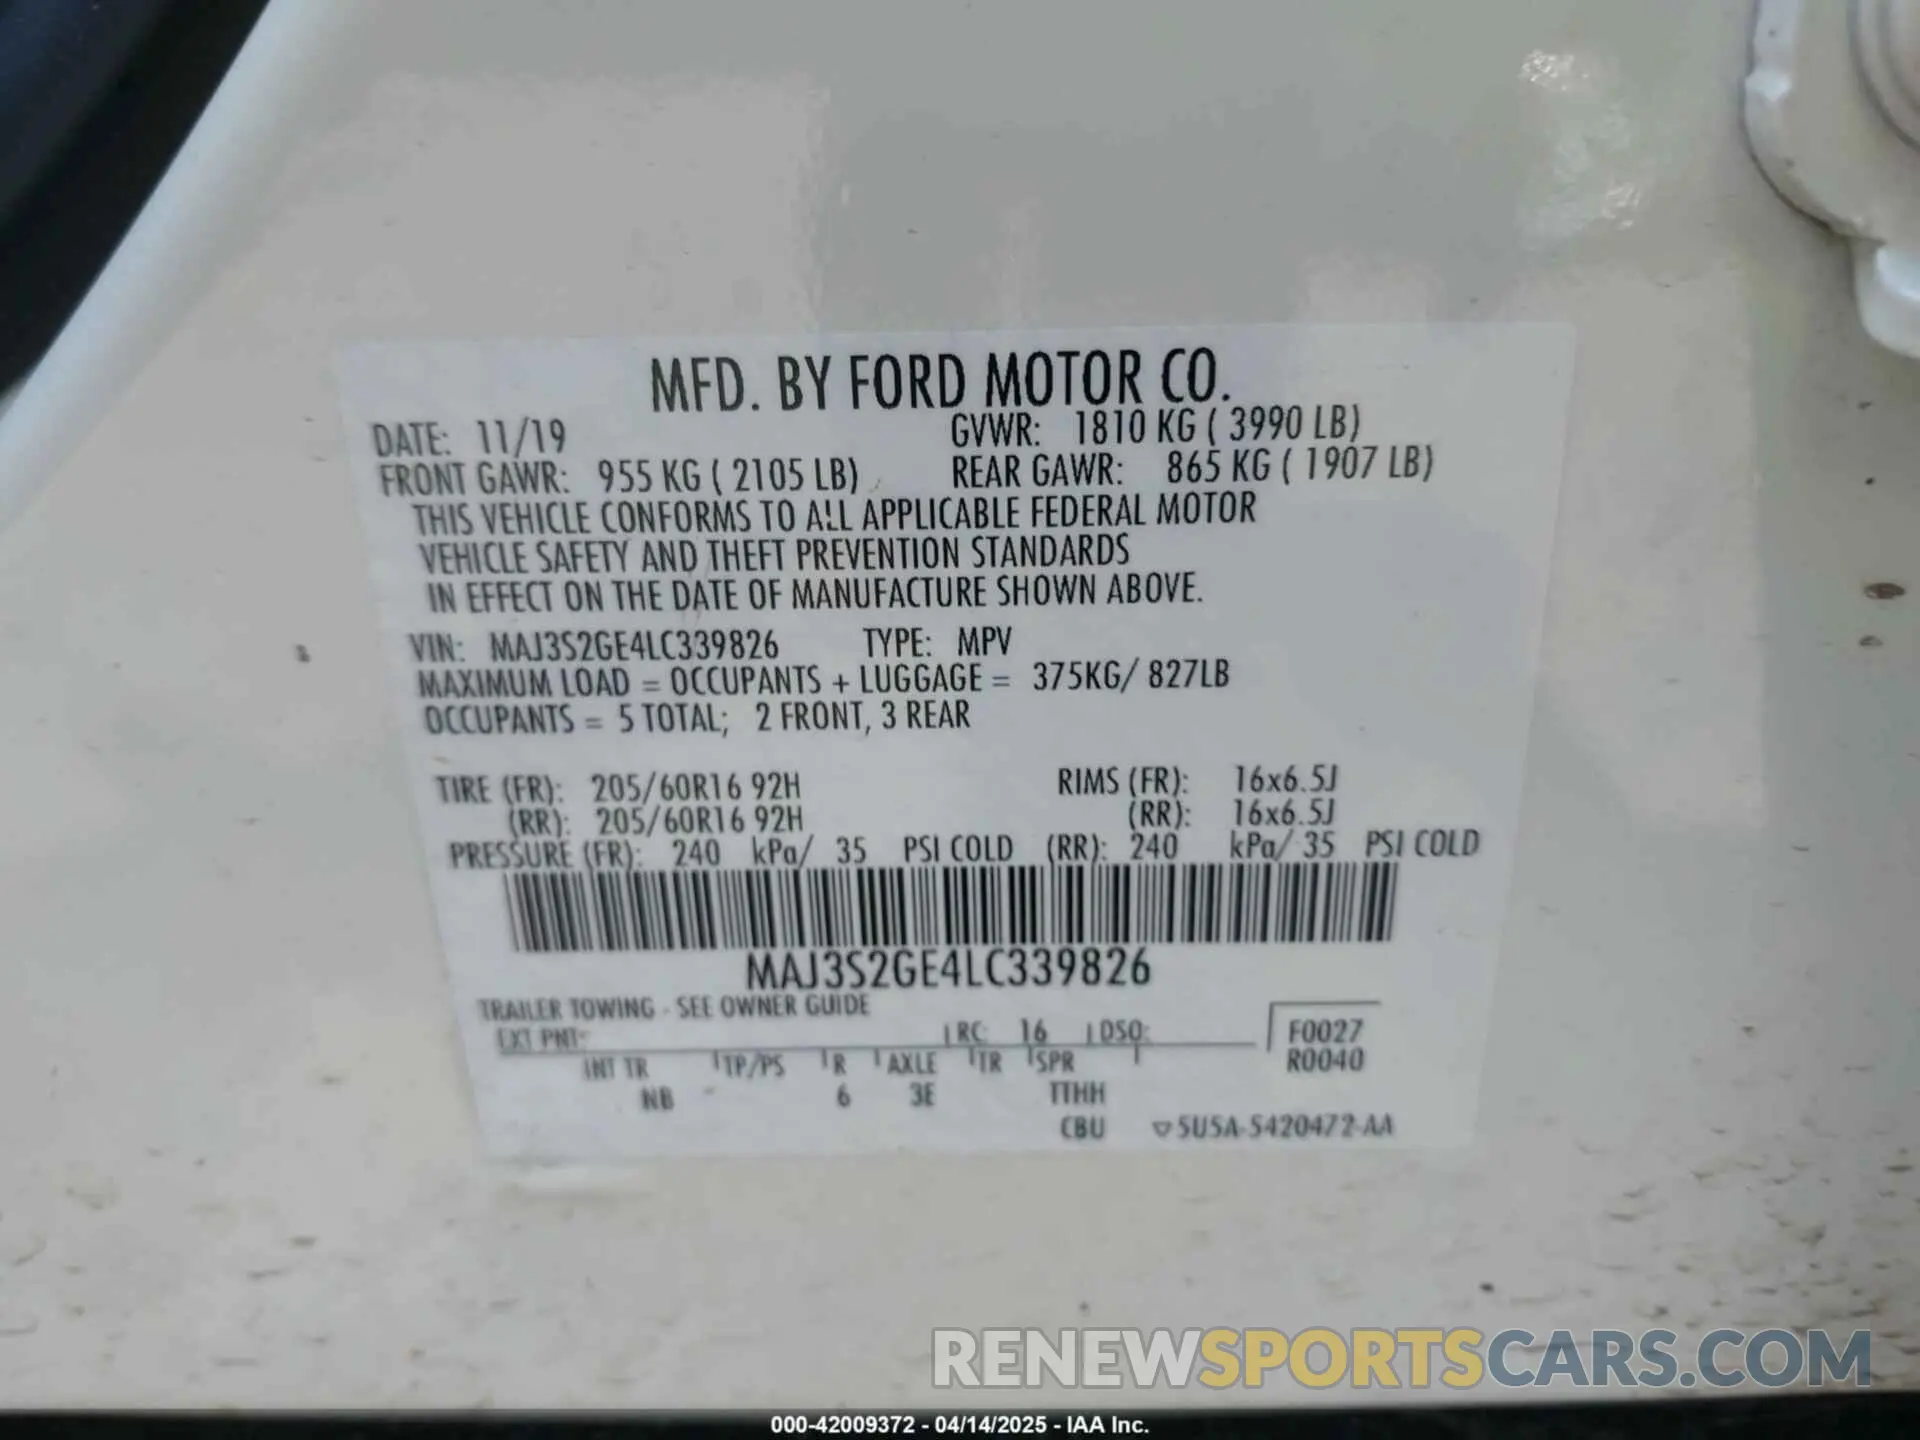 MFD. BY FORD MOTOR CO.
DATE: 11/19 GVWR: 1810 KG ( 3990 LB)
FRONT GAWR: 955 KG ( 2105 LB) REAR GAWR: 865 KG ( 1907 LB)
THIS VEHICLE CONFORMS TO ALL APPLICABLE FEDERAL MOTOR
VEHICLE SAFETY AND THEFT PREVENTION STANDARDS
IN EFFECT ON THE DATE OF MANUFACTURE SHOWN ABOVE.
VIN: MAJ3S2GE4LC339826 TYPE: MPV
MAXIMUM LOAD = OCCUPANTS + LUGGAGE = 375KG/ 827LB
OCCUPANTS = 5 TOTAL; 2 FRONT, 3 REAR
TIRE (FR): 205/60R16 92H RIMS (FR): 16x6.5J
(RR): 205/60R16 92H (RR): 16x6.5J
PRESSURE (FR): 240 kPa/ 35 PSI COLD (RR): 240 kPa/ 35 PSI COLD
MAJ3S2GE4LC339826
TRAILER TOWING - SEE OWNER GUIDE
EXT PNT: RC: 16 DSO: F0027
INT TR TP/PS R AXLE TR SPR R0040
NB 6 3E TTHH
CBU ▽5U5A-5420472-AA
RENEWSPORTSCARS.COM
000-42009372 - 04/14/2025 - IAA Inc.